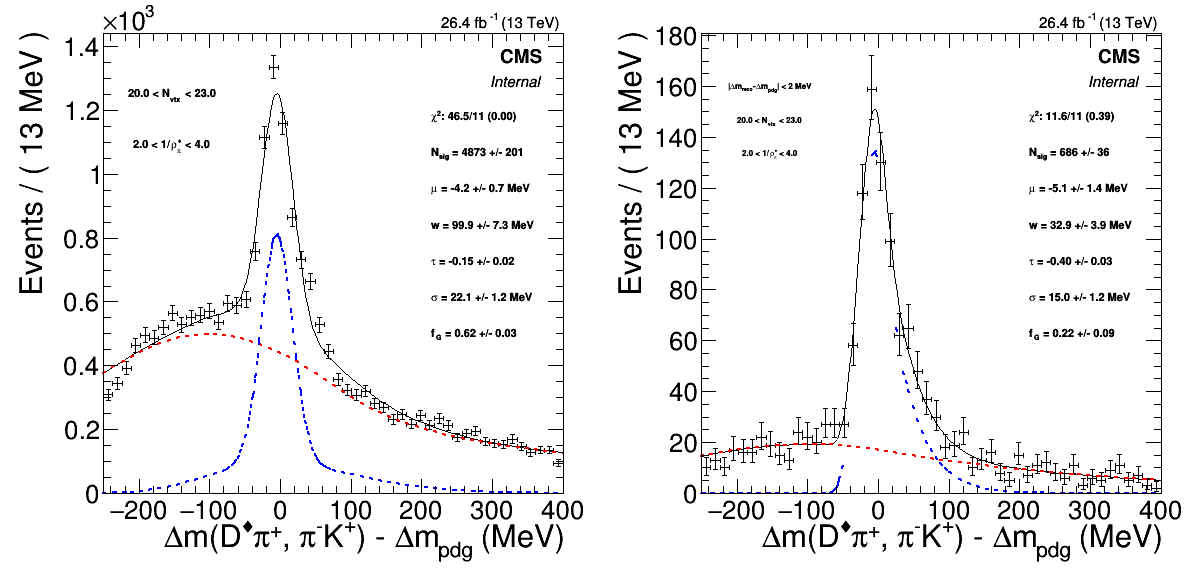 ×10³
26.4 fb⁻¹ (13 TeV)
Events / ( 13 MeV )
1.4
1.2
1
0.8
0.6
0.4
0.2
0
CMS
Internal
20.0 < N_vtx < 23.0
2.0 < 1/ρ_π^♦ < 4.0
χ²: 46.5/11 (0.00)
N_sig = 4873 +/- 201
μ = -4.2 +/- 0.7 MeV
w = 99.9 +/- 7.3 MeV
τ = -0.15 +/- 0.02
σ = 22.1 +/- 1.2 MeV
f_G = 0.62 +/- 0.03
−200 −100 0 100 200 300 400
Δm(D^♦π⁺, π⁻K⁺) - Δm_pdg (MeV)
26.4 fb⁻¹ (13 TeV)
Events / ( 13 MeV )
180
160
140
120
100
80
60
40
20
0
CMS
Internal
|Δm_reco-Δm_pdg| < 2 MeV
20.0 < N_vtx < 23.0
2.0 < 1/ρ_π^♦ < 4.0
χ²: 11.6/11 (0.39)
N_sig = 686 +/- 36
μ = -5.1 +/- 1.4 MeV
w = 32.9 +/- 3.9 MeV
τ = -0.40 +/- 0.03
σ = 15.0 +/- 1.2 MeV
f_G = 0.22 +/- 0.09
−200 −100 0 100 200 300 400
Δm(D^♦π⁺, π⁻K⁺) - Δm_pdg (MeV)